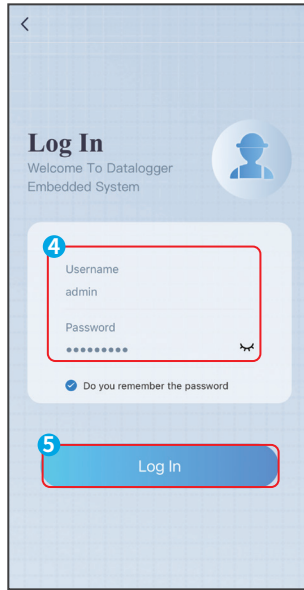 Log In
Welcome To Datalogger
Embedded System
4
Username
admin
Password
•••••••••
Do you remember the password
5
Log In